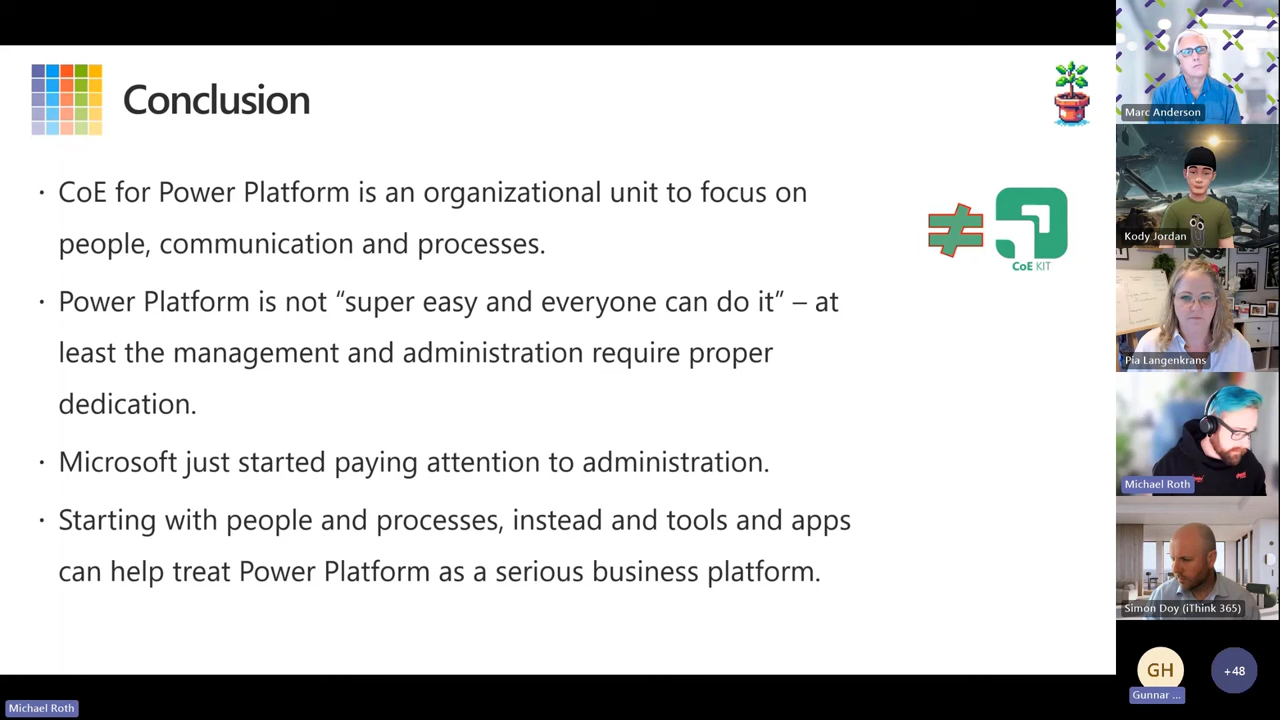 Conclusion
· CoE for Power Platform is an organizational unit to focus on
people, communication and processes.
· Power Platform is not “super easy and everyone can do it” – at
least the management and administration require proper
dedication.
· Microsoft just started paying attention to administration.
· Starting with people and processes, instead and tools and apps
can help treat Power Platform as a serious business platform.
≠
CoE KIT
Marc Anderson
Kody Jordan
Pia Langenkrans
Michael Roth
Simon Doy (iThink 365)
GH
+48
Gunnar ...
Michael Roth